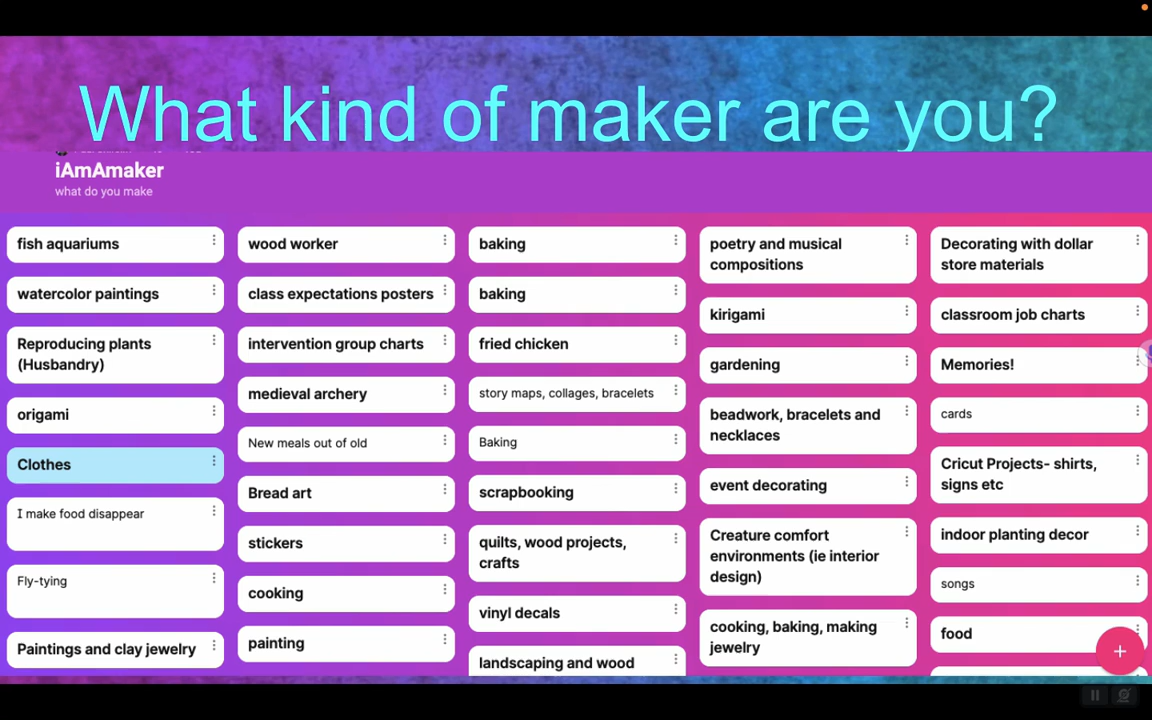 What kind of maker are you?
iAmAmaker
what do you make
fish aquariums
watercolor paintings
Reproducing plants
(Husbandry)
origami
Clothes
I make food disappear
Fly-tying
Paintings and clay jewelry
wood worker
class expectations posters
intervention group charts
medieval archery
New meals out of old
Bread art
stickers
cooking
painting
baking
baking
fried chicken
story maps, collages, bracelets
Baking
scrapbooking
quilts, wood projects,
crafts
vinyl decals
landscaping and wood
poetry and musical
compositions
kirigami
gardening
beadwork, bracelets and
necklaces
event decorating
Creature comfort
environments (ie interior
design)
cooking, baking, making
jewelry
Decorating with dollar
store materials
classroom job charts
Memories!
cards
Cricut Projects- shirts,
signs etc
indoor planting decor
songs
food